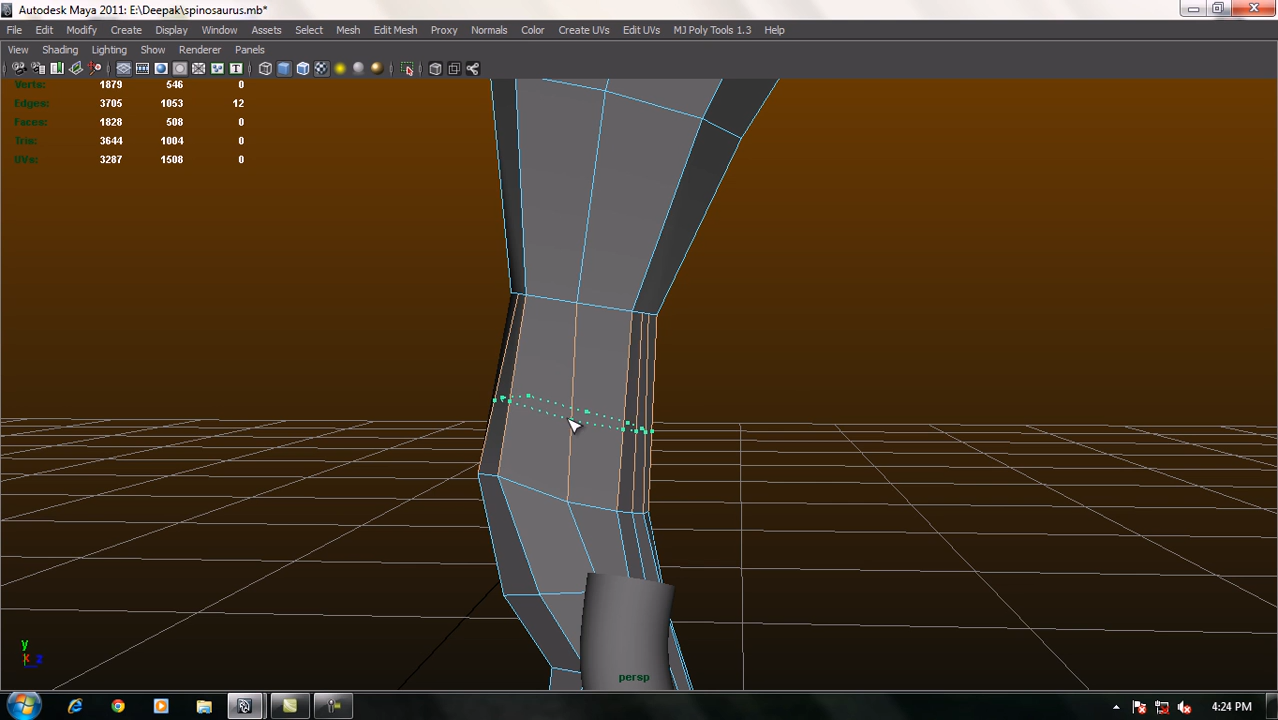 Autodesk Maya 2011: E:\Deepak\spinosaurus.mb*
File Edit Modify Create Display Window Assets Select Mesh Edit Mesh Proxy Normals Color Create UVs Edit UVs MJ Poly Tools 1.3 Help
View Shading Lighting Show Renderer Panels
Verts: 1879 546 0
Edges: 3705 1053 12
Faces: 1828 508 0
Tris: 3644 1004 0
UVs: 3287 1508 0
y
z
persp
4:24 PM